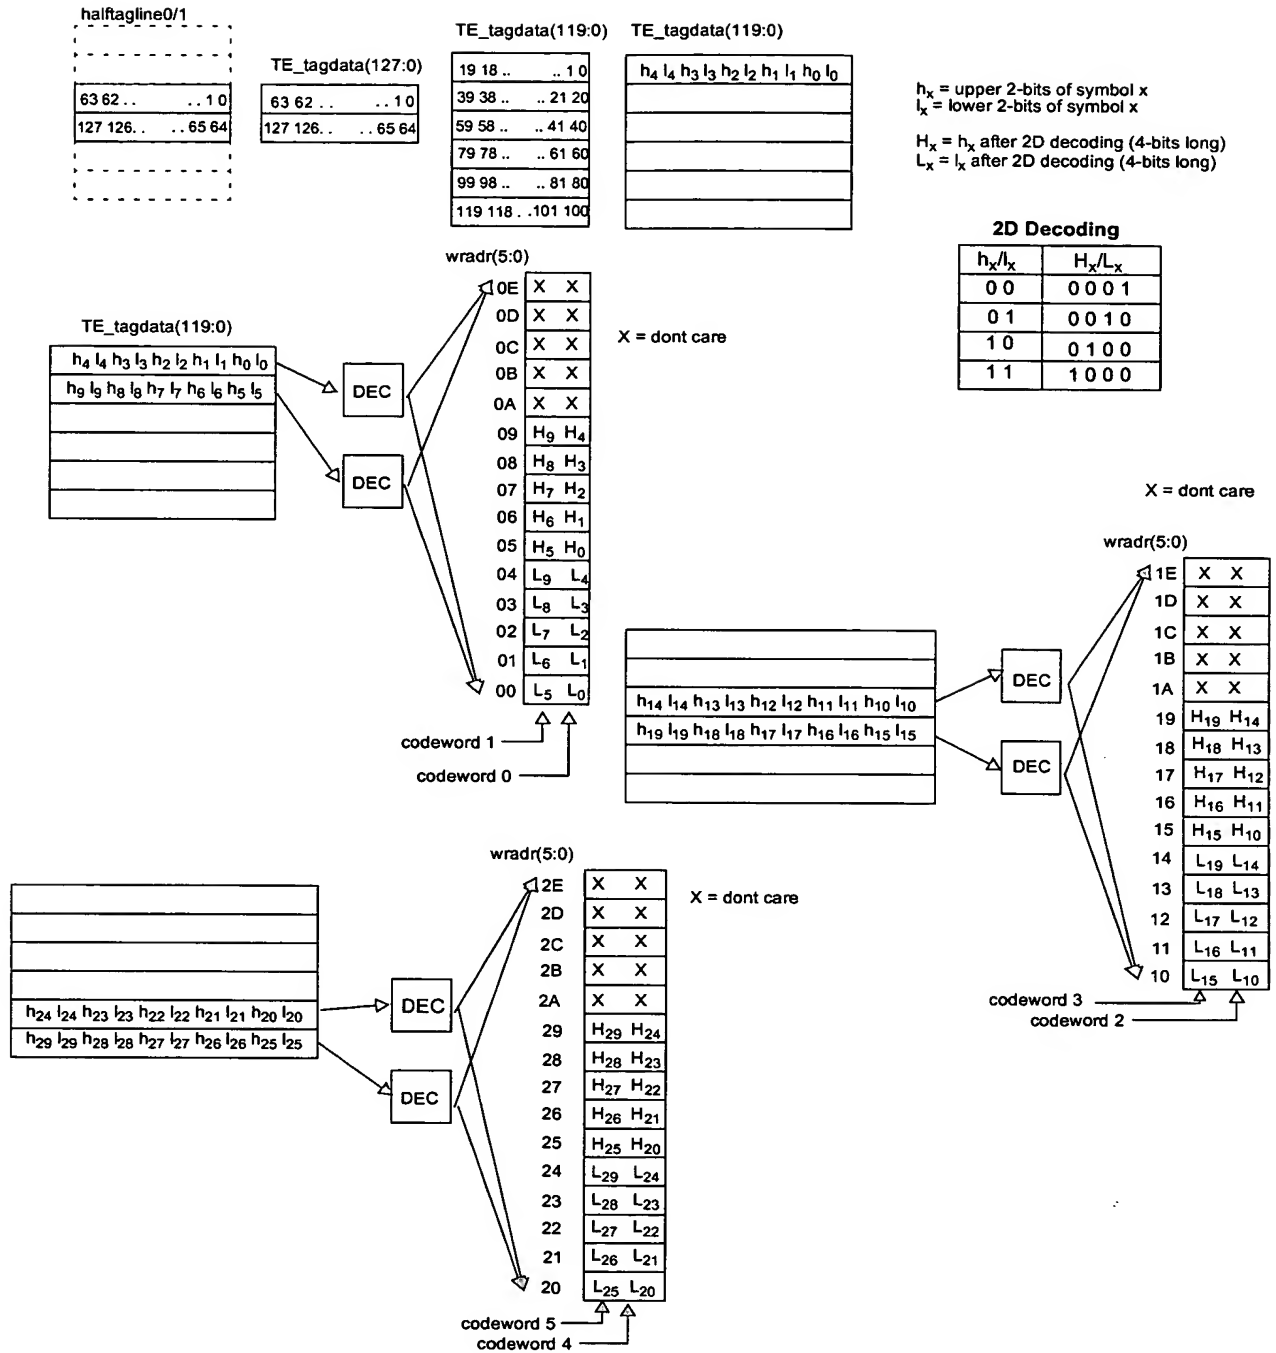 halftagline0/1
63 62 . .     . . 1 0
127 126. .     . . 65 64
TE_tagdata(127:0)
63 62 . .     . . 1 0
127 126. .     . . 65 64
TE_tagdata(119:0)
19 18 ..     .. 1 0
39 38 ..     .. 21 20
59 58 ..     .. 41 40
79 78 ..     .. 61 60
99 98 ..     .. 81 80
119 118 . . 101 100
TE_tagdata(119:0)
h4 l4 h3 l3 h2 l2 h1 l1 h0 l0
hx = upper 2-bits of symbol x
lx = lower 2-bits of symbol x
Hx = hx after 2D decoding (4-bits long)
Lx = lx after 2D decoding (4-bits long)
2D Decoding
hx/lx  Hx/Lx
0 0  0 0 0 1
0 1  0 0 1 0
1 0  0 1 0 0
1 1  1 0 0 0
TE_tagdata(119:0)
h4 l4 h3 l3 h2 l2 h1 l1 h0 l0
h9 l9 h8 l8 h7 l7 h6 l6 h5 l5
DEC
DEC
wradr(5:0)
0E X X
0D X X
0C X X
0B X X
0A X X
09 H9 H4
08 H8 H3
07 H7 H2
06 H6 H1
05 H5 H0
04 L9 L4
03 L8 L3
02 L7 L2
01 L6 L1
00 L5 L0
X = dont care
codeword 1
codeword 0
h14 l14 h13 l13 h12 l12 h11 l11 h10 l10
h19 l19 h18 l18 h17 l17 h16 l16 h15 l15
DEC
DEC
X = dont care
wradr(5:0)
1E X X
1D X X
1C X X
1B X X
1A X X
19 H19 H14
18 H18 H13
17 H17 H12
16 H16 H11
15 H15 H10
14 L19 L14
13 L18 L13
12 L17 L12
11 L16 L11
10 L15 L10
codeword 3
codeword 2
h24 l24 h23 l23 h22 l22 h21 l21 h20 l20
h29 l29 h28 l28 h27 l27 h26 l26 h25 l25
DEC
DEC
wradr(5:0)
2E X X
2D X X
2C X X
2B X X
2A X X
29 H29 H24
28 H28 H23
27 H27 H22
26 H26 H21
25 H25 H20
24 L29 L24
23 L28 L23
22 L27 L22
21 L26 L21
20 L25 L20
X = dont care
codeword 5
codeword 4